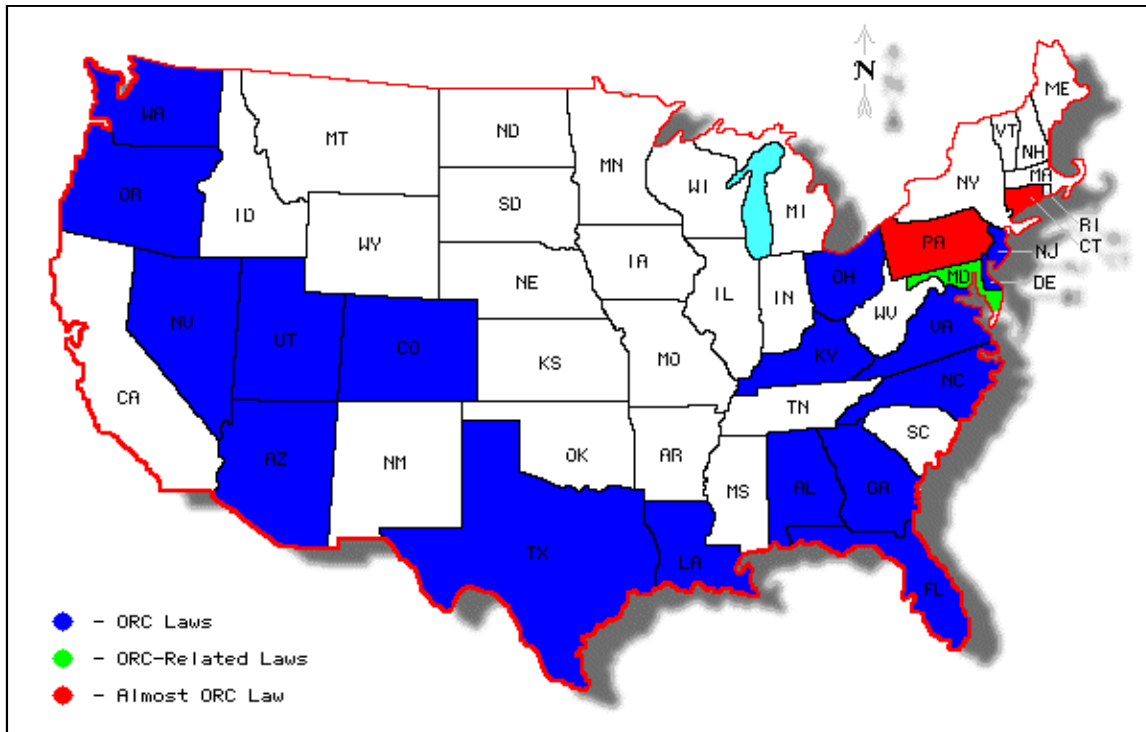 N
WA
MT
ND
MN
ME
VT
NH
OR
ID
SD
WI
MI
NY
MA
WY
RI
CT
NJ
IA
PA
NE
OH
MD
DE
NV
UT
CO
IL
IN
WV
VA
KS
MO
KY
CA
NC
TN
AZ
NM
OK
AR
SC
MS
AL
GA
TX
LA
FL
- ORC Laws
- ORC-Related Laws
- Almost ORC Law